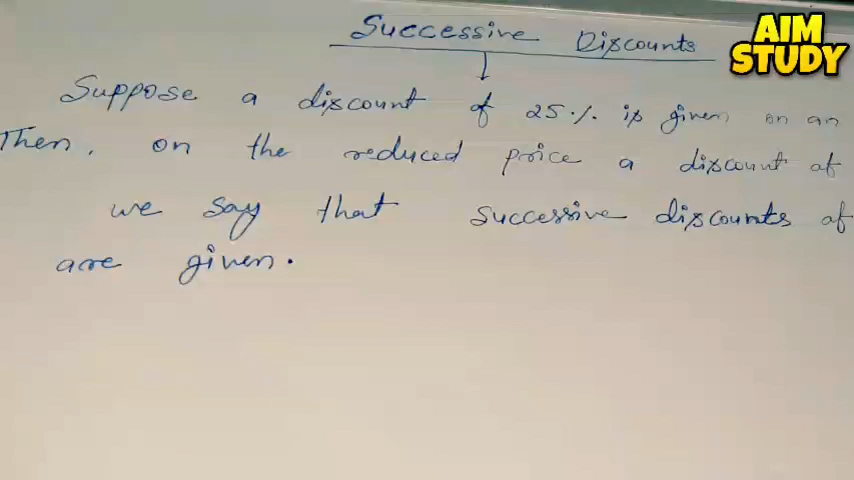 Successive Discounts
AIM
STUDY
Suppose a discount of 25% is given on an
Then, on the reduced price a discount of
we say that successive discounts of
are given.